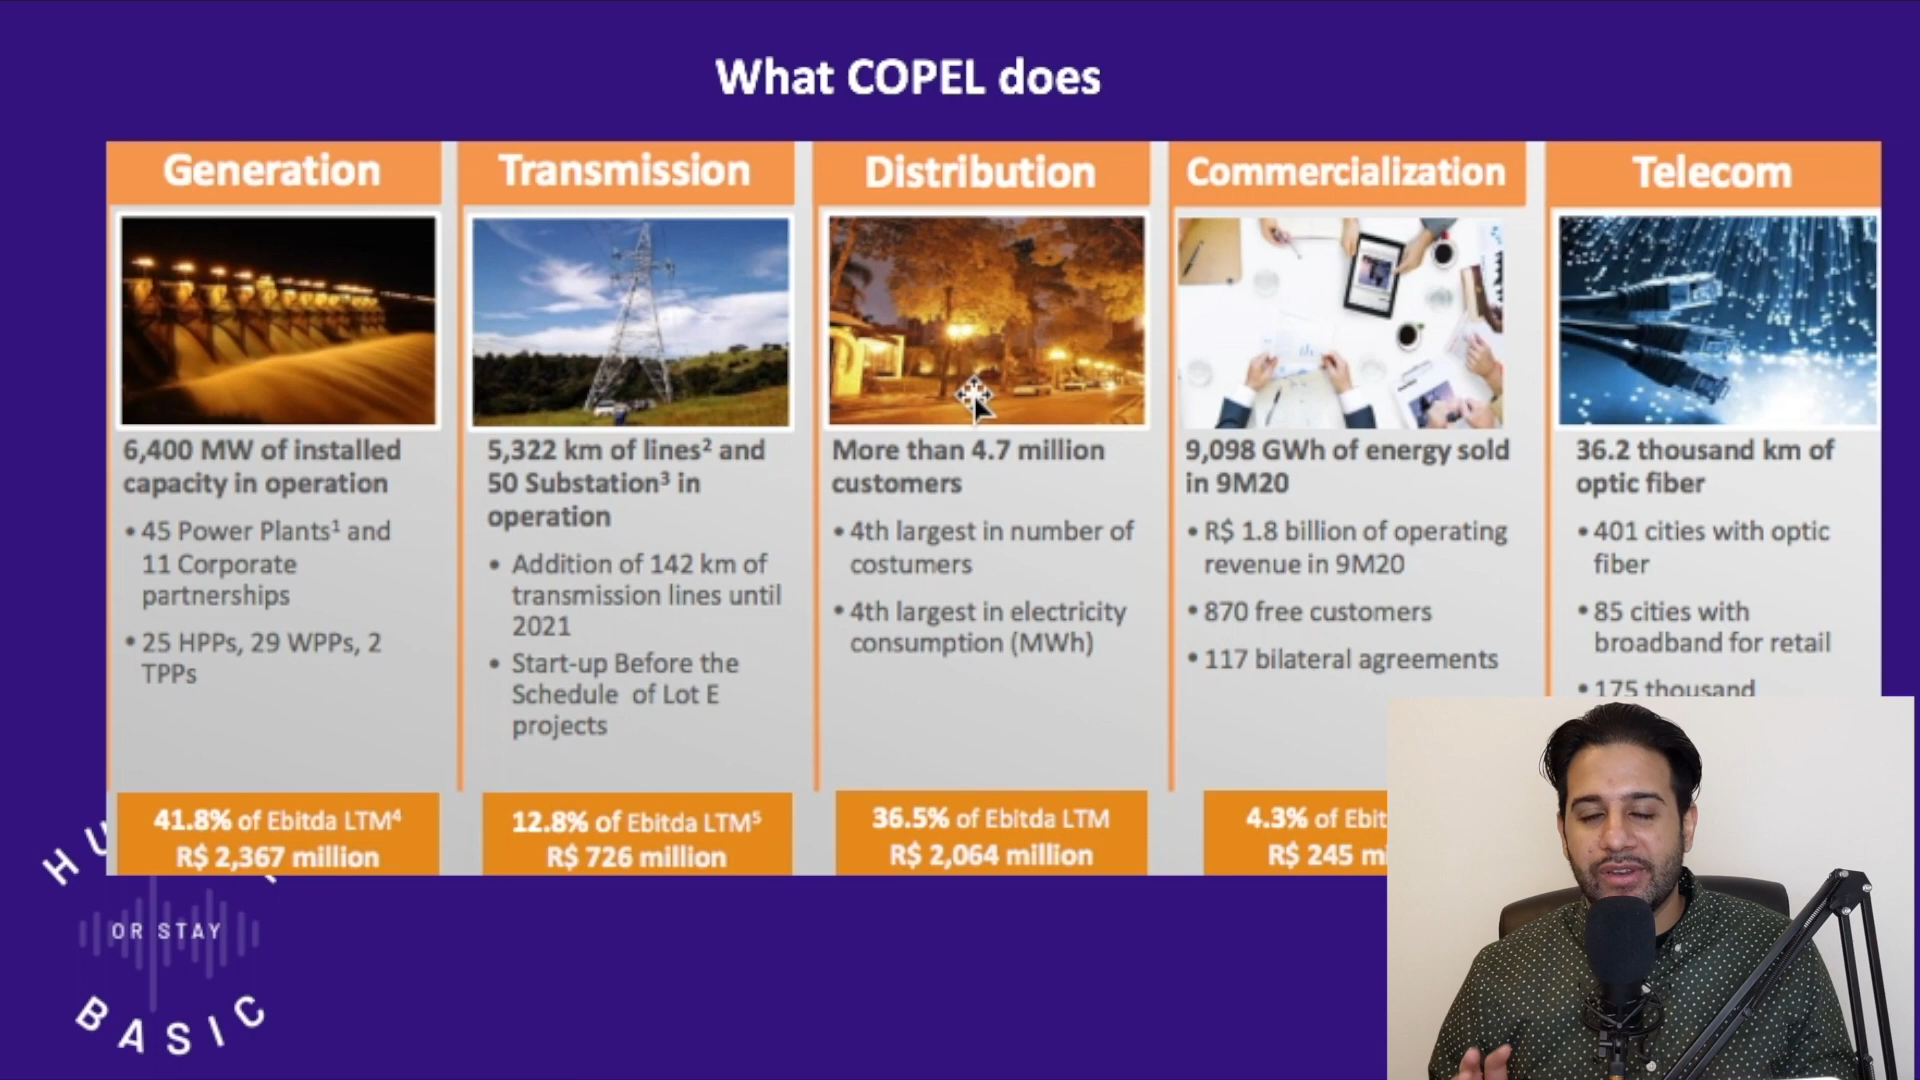 What COPEL does
Generation
6,400 MW of installed
capacity in operation
• 45 Power Plants¹ and
11 Corporate
partnerships
• 25 HPPs, 29 WPPs, 2
TPPs
41.8% of Ebitda LTM⁴
R$ 2,367 million
Transmission
5,322 km of lines² and
50 Substation³ in
operation
• Addition of 142 km of
transmission lines until
2021
• Start-up Before the
Schedule of Lot E
projects
12.8% of Ebitda LTM⁵
R$ 726 million
Distribution
More than 4.7 million
customers
• 4th largest in number of
costumers
• 4th largest in electricity
consumption (MWh)
36.5% of Ebitda LTM
R$ 2,064 million
Commercialization
9,098 GWh of energy sold
in 9M20
• R$ 1.8 billion of operating
revenue in 9M20
• 870 free customers
• 117 bilateral agreements
4.3% of
R$ 245
Telecom
36.2 thousand km of
optic fiber
• 401 cities with optic
fiber
• 85 cities with
broadband for retail
• 175 thousand
OR STAY
BASIC